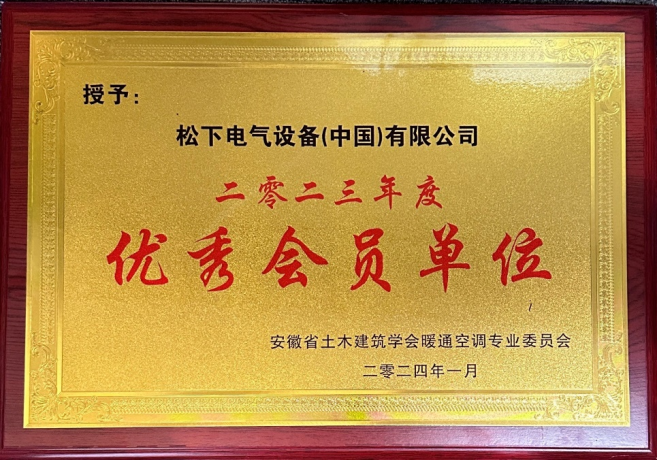 授予：
松下电气设备(中国)有限公司
二零二三年度
优秀会员单位
安徽省土木建筑学会暖通空调专业委员会
二零二四年一月